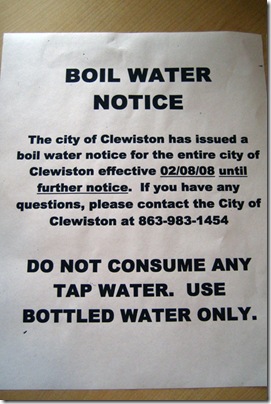 BOIL WATER
NOTICE
The city of Clewiston has issued a
boil water notice for the entire city of
Clewiston effective 02/08/08 until
further notice. If you have any
questions, please contact the City of
Clewiston at 863-983-1454
DO NOT CONSUME ANY
TAP WATER. USE
BOTTLED WATER ONLY.